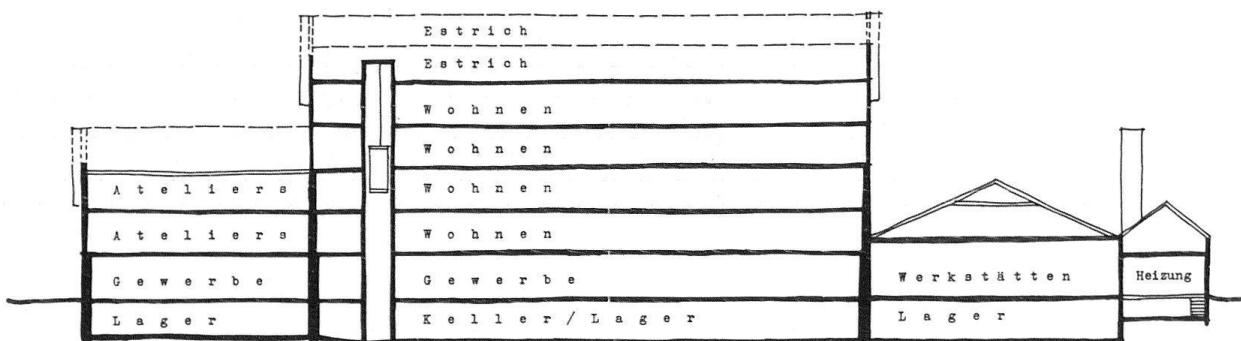 Estrich
Estrich
Wohnen
Wohnen
Ateliers Wohnen
Ateliers Wohnen
Gewerbe Gewerbe Werkstätten Heizung
Lager Keller/Lager Lager